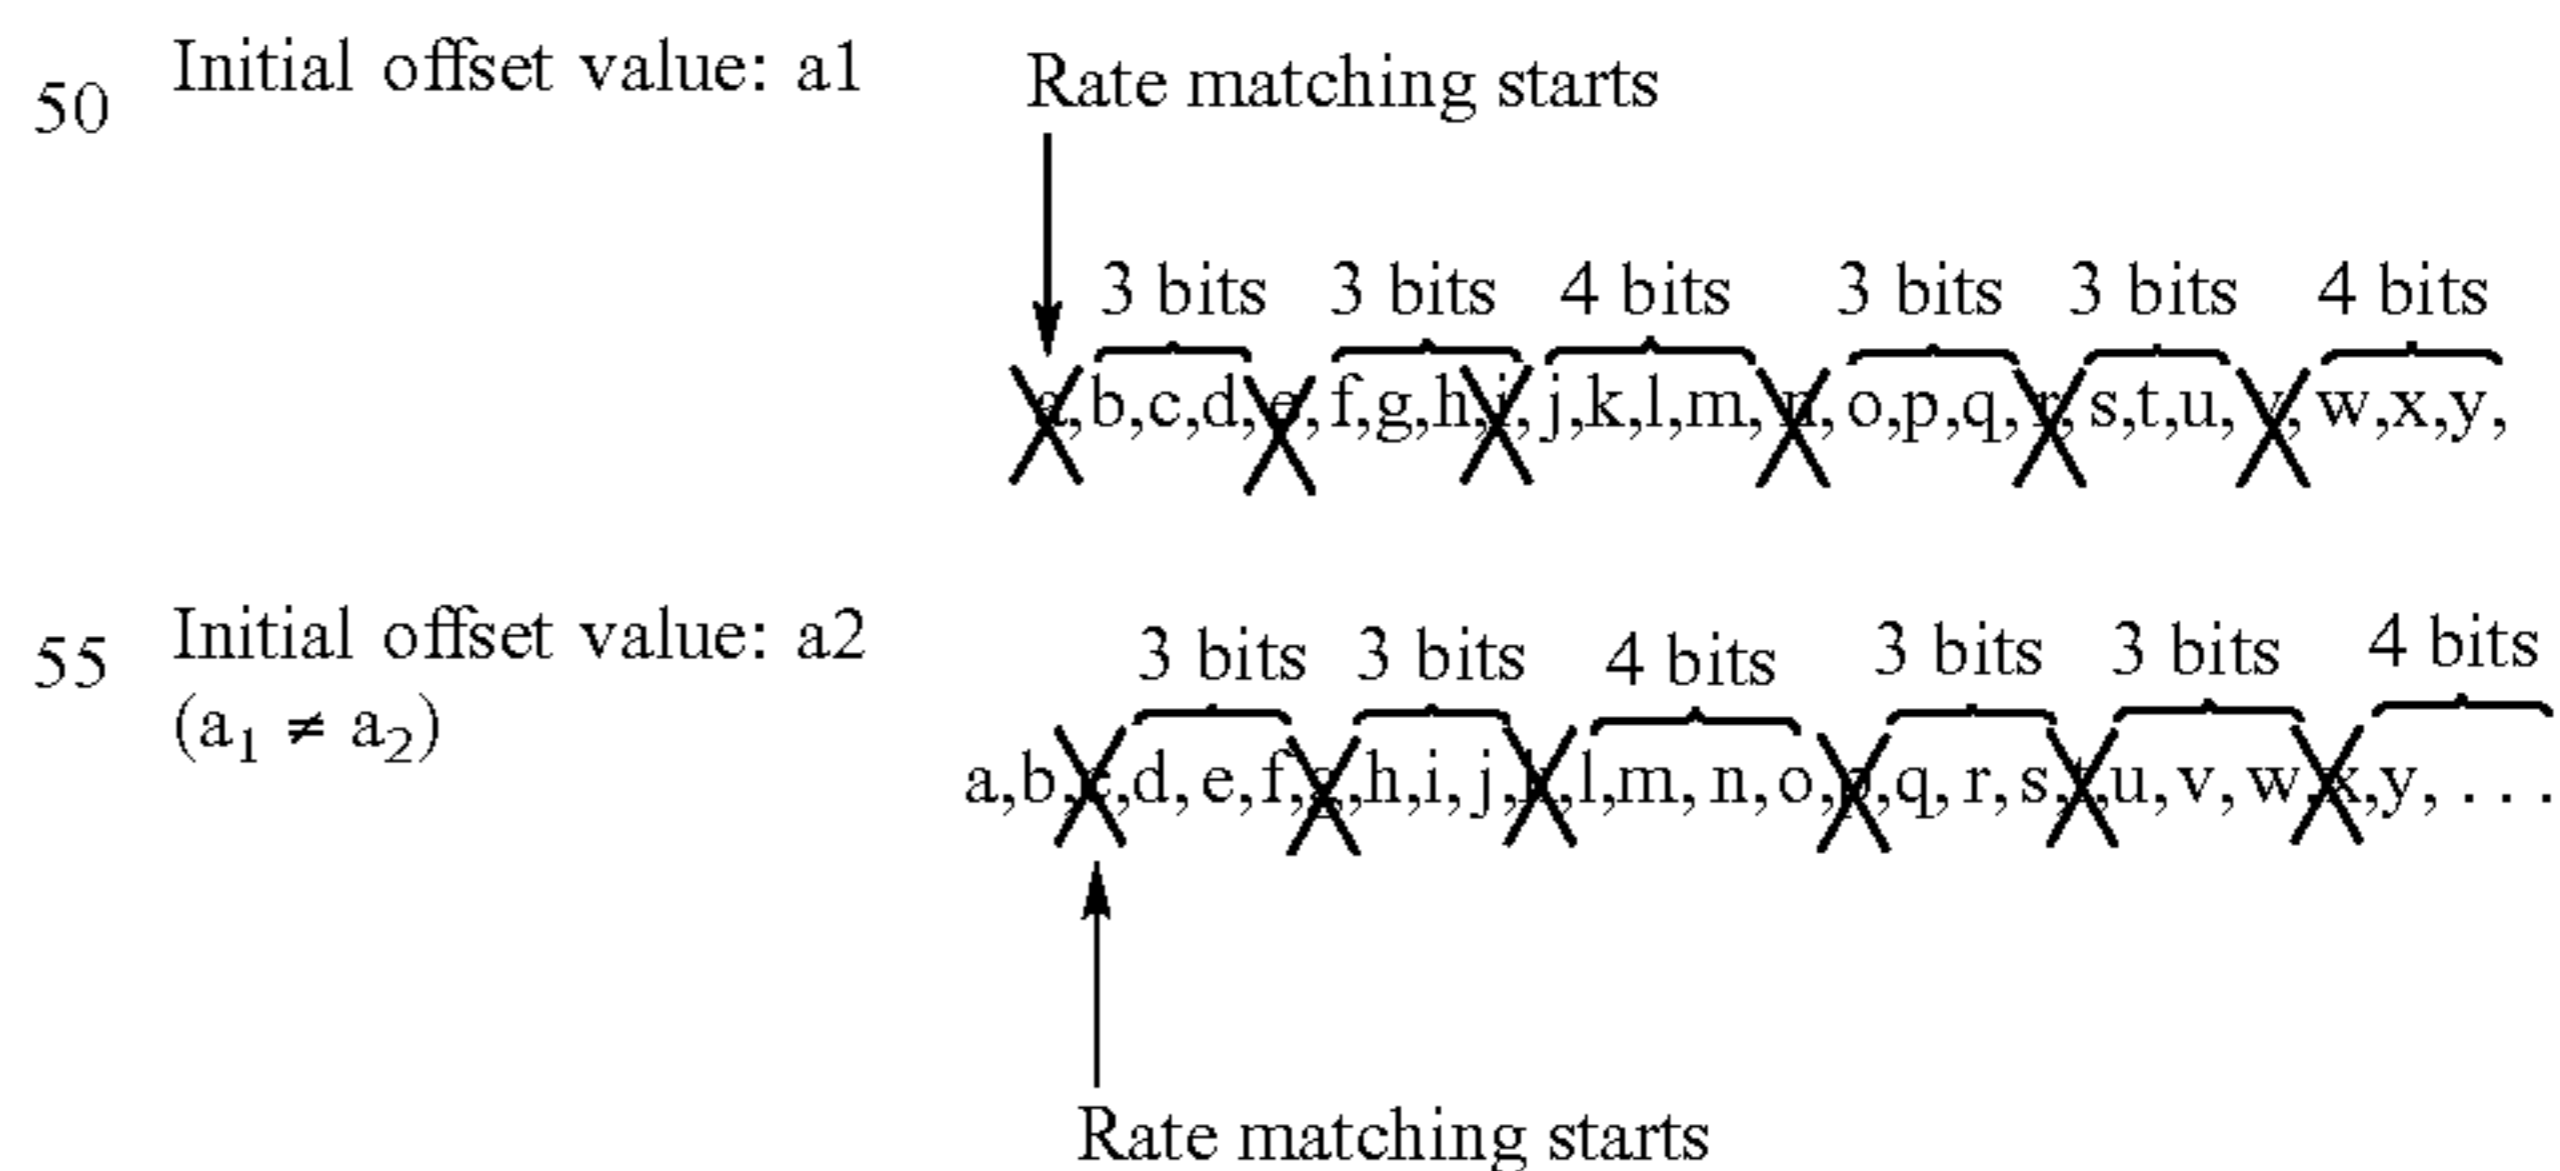 50 Initial offset value: a1
Rate matching starts
3 bits 3 bits 4 bits 3 bits 3 bits 4 bits
a,b,c,d,e,f,g,h,i,j,k,l,m,n,o,p,q,r,s,t,u,v,w,x,y,
55 Initial offset value: a2
(a₁ ≠ a₂)
3 bits 3 bits 4 bits 3 bits 3 bits 4 bits
a,b,c,d,e,f,g,h,i,j,k,l,m,n,o,p,q,r,s,t,u,v,w,x,y, . . .
Rate matching starts